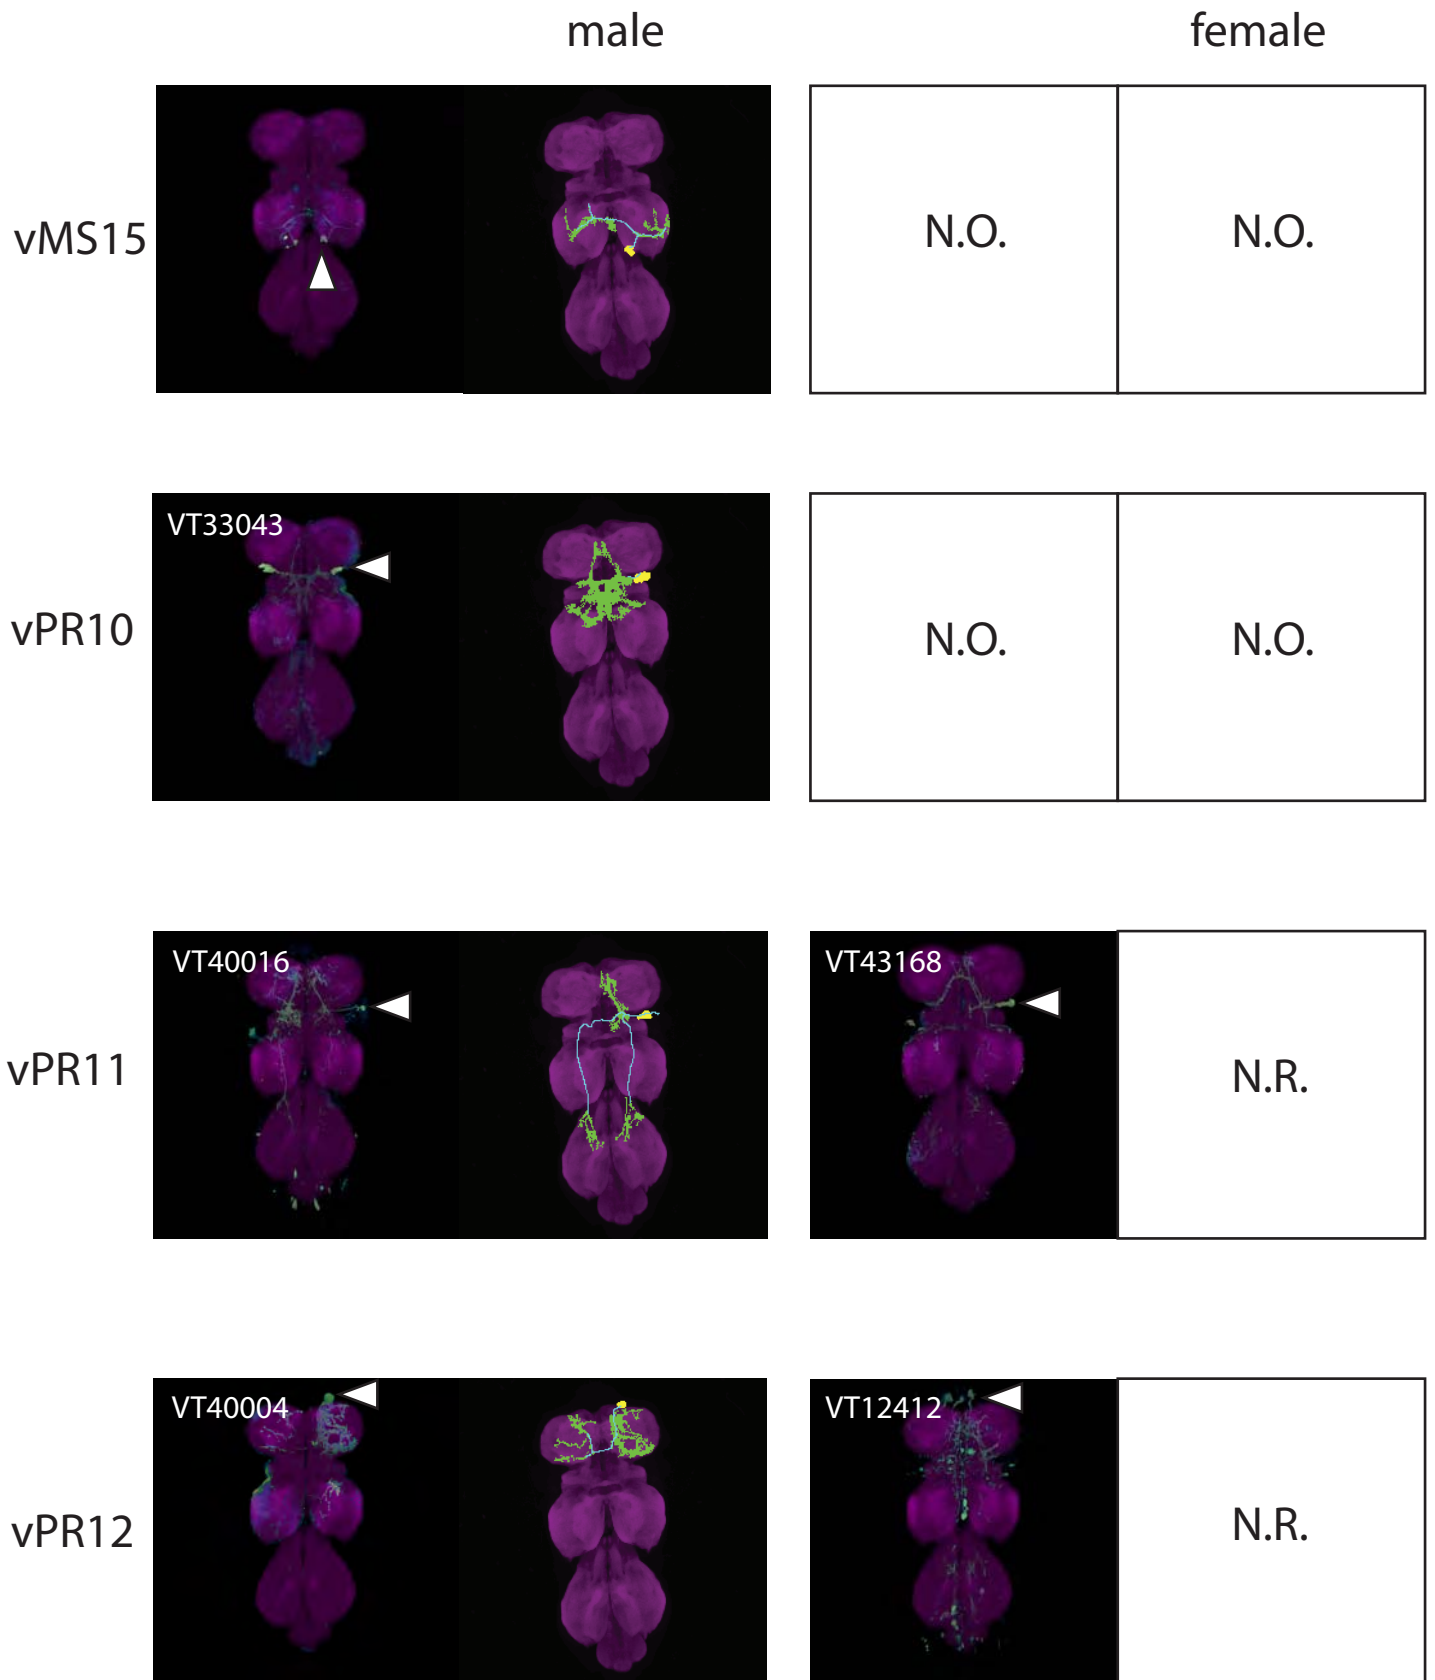 male
female
vMS15
N.O.
N.O.
VT33043
vPR10
N.O.
N.O.
VT40016
VT43168
vPR11
N.R.
VT40004
VT12412
vPR12
N.R.